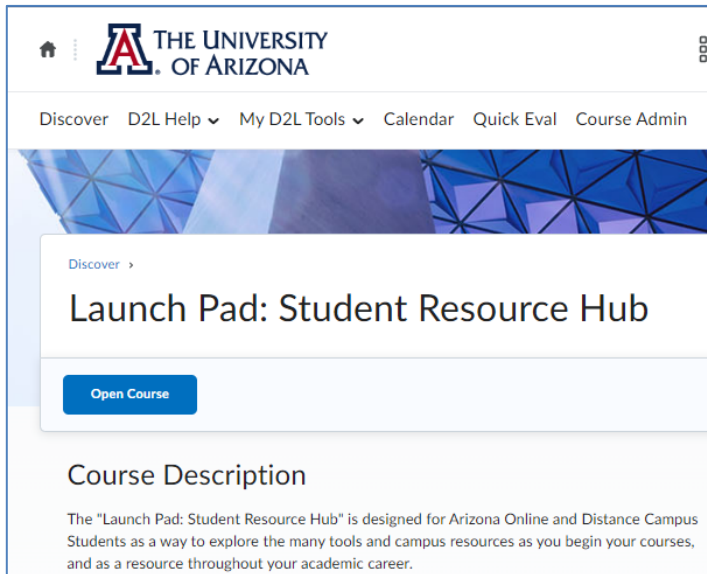 THE UNIVERSITY
OF ARIZONA
Discover D2L Help My D2L Tools Calendar Quick Eval Course Admin
Discover ›
Launch Pad: Student Resource Hub
Open Course
Course Description
The "Launch Pad: Student Resource Hub" is designed for Arizona Online and Distance Campus
Students as a way to explore the many tools and campus resources as you begin your courses,
and as a resource throughout your academic career.